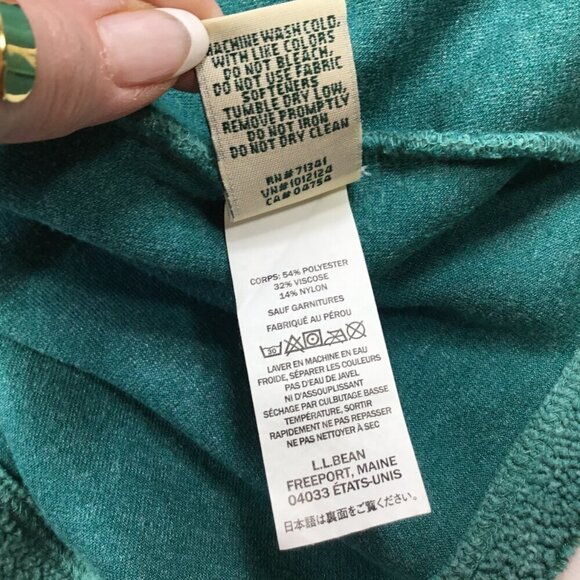 MACHINE WASH COLD,
WITH LIKE COLORS
DO NOT BLEACH.
DO NOT USE FABRIC
SOFTENERS
TUMBLE DRY LOW,
REMOVE PROMPTLY
DO NOT IRON
DO NOT DRY CLEAN
RN# 71341
VN#1012124
CA# 04754
CORPS: 54% POLYESTER
32% VISCOSE
14% NYLON
SAUF GARNITURES
FABRIQUÉ AU PÉROU
30
LAVER EN MACHINE EN EAU
FROIDE, SÉPARER LES COULEURS
PAS D'EAU DE JAVEL
NI D'ASSOUPLISSANT
SÉCHAGE PAR CULBUTAGE BASSE
TEMPÉRATURE, SORTIR
RAPIDEMENT NE PAS REPASSER
NE PAS NETTOYER À SEC
L.L.BEAN
FREEPORT, MAINE
04033 ÉTATS-UNIS
日本語は裏面をご覧ください。